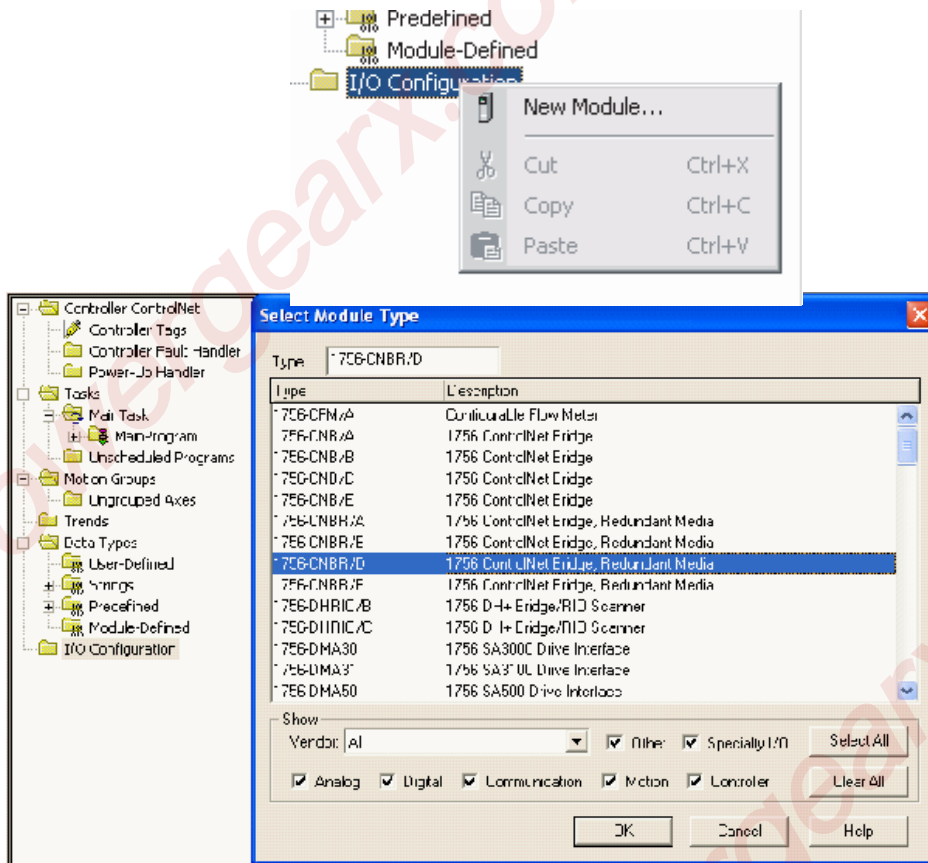 Predefined
Module-Defined
I/O Configuration
New Module...
Cut Ctrl+X
Copy Ctrl+C
Paste Ctrl+V
Controller ControlNet
Controller Tags
Controller Fault Handler
Power-Up Handler
Tasks
Main Task
MainProgram
Unscheduled Programs
Motion Groups
Ungrouped Axes
Trends
Data Types
User-Defined
Strings
Predefined
Module-Defined
I/O Configuration
Select Module Type
Type 1756-CNBR/D
Type Description
1756-CFM/A Configurable Flow Meter
1756-CNB/A 1756 ControlNet Bridge
1756-CNB/B 1756 ControlNet Bridge
1756-CNB/D 1756 ControlNet Bridge
1756-CNB/E 1756 ControlNet Bridge
1756-CNBR/A 1756 ControlNet Bridge, Redundant Media
1756 ControlNet Bridge, Redundant Media
1756-CNBR/D 1756 ControlNet Bridge, Redundant Media
1756 ControlNet Bridge, Redundant Media
1756-DHRIO/B 1756 DH+ Bridge/RIO Scanner
1756-DHRIO/C 1756 DH+ Bridge/RIO Scanner
1756-DMA30 1756 SA3000 Drive Interface
1756-DMA31 1756 SA3100 Drive Interface
1756-DMA50 1756 SA500 Drive Interface
Show
Vendor: All Other Specialty I/O Select All
Analog Digital Communication Motion Controller Clear All
OK Cancel Help
powergearx.com
powergearx